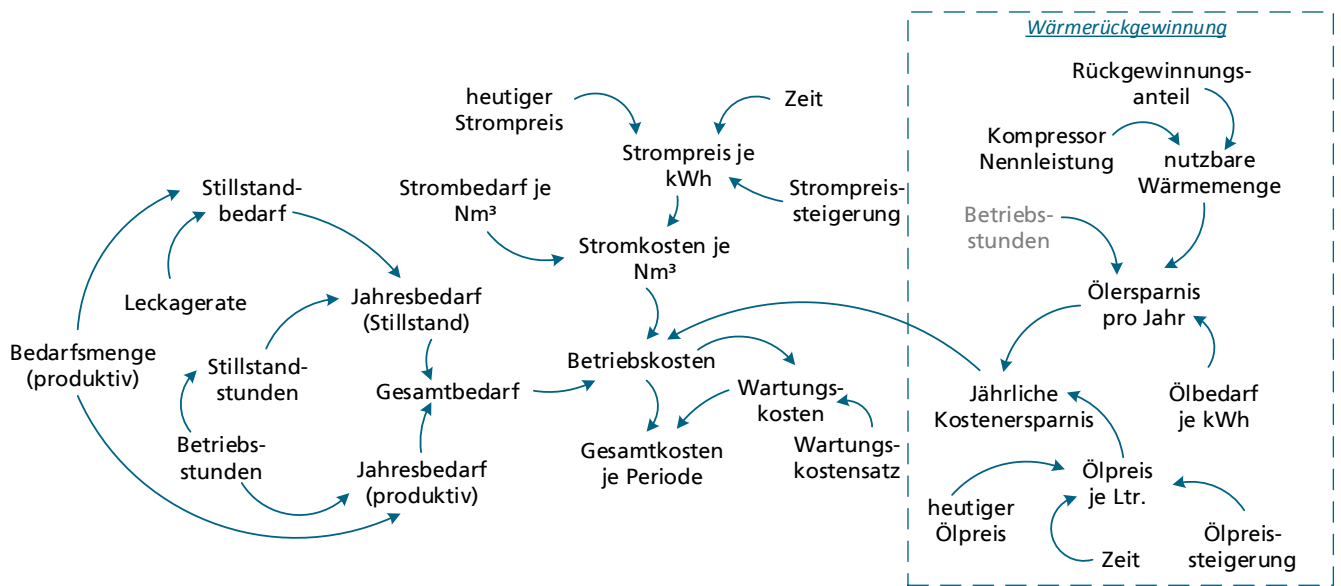 Wärmerückgewinnung
Rückgewinnungs-
anteil
heutiger
Strompreis
Zeit
Kompressor
Nennleistung
Strompreis je
kWh
nutzbare
Wärmemenge
Stillstand-
bedarf
Strombedarf je
Nm³
Strompreis-
steigerung
Betriebs-
stunden
Stromkosten je
Nm³
Leckagerate
Jahresbedarf
(Stillstand)
Ölersparnis
pro Jahr
Bedarfsmenge
(produktiv)
Stillstand-
stunden
Betriebskosten
Gesamtbedarf
Wartungs-
kosten
Jährliche
Kostenersparnis
Ölbedarf
je kWh
Betriebs-
stunden
Jahresbedarf
(produktiv)
Gesamtkosten
je Periode
Wartungs-
kostensatz
Ölpreis
je Ltr.
heutiger
Ölpreis
Zeit
Ölpreis-
steigerung